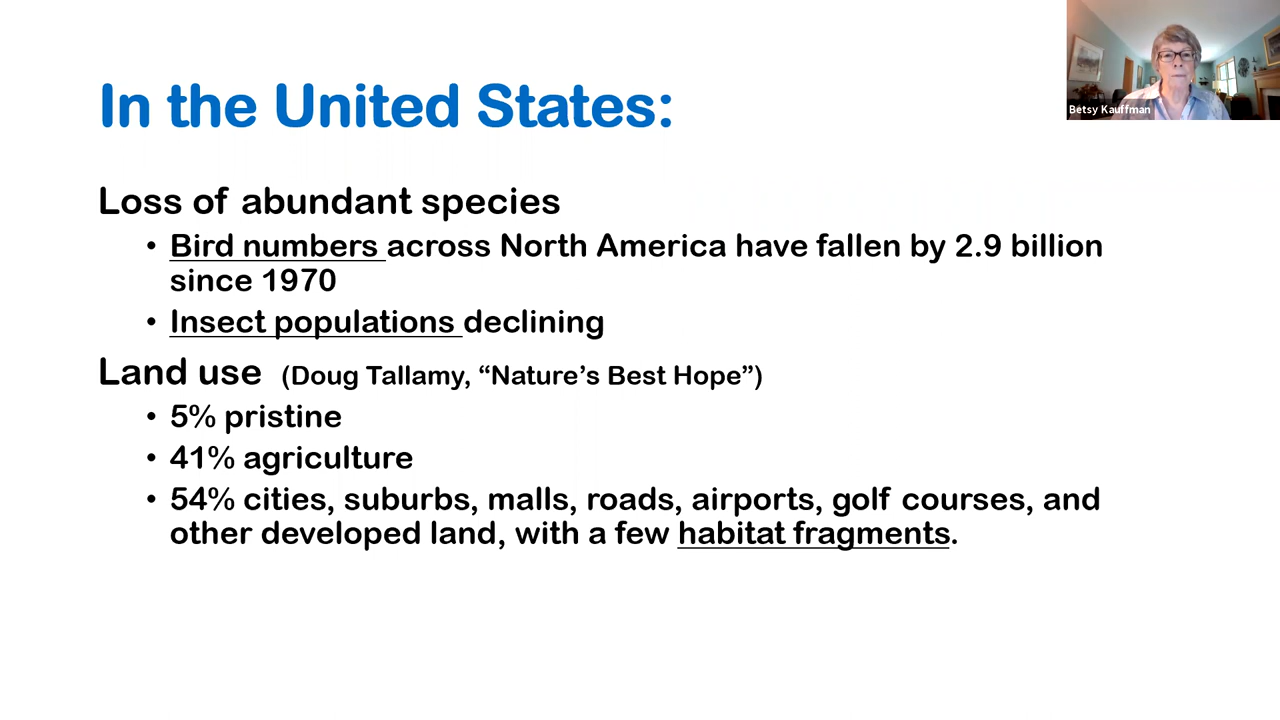 In the United States:
Betsy Kauffman
Loss of abundant species
• Bird numbers across North America have fallen by 2.9 billion
since 1970
• Insect populations declining
Land use (Doug Tallamy, “Nature’s Best Hope”)
• 5% pristine
• 41% agriculture
• 54% cities, suburbs, malls, roads, airports, golf courses, and
other developed land, with a few habitat fragments.